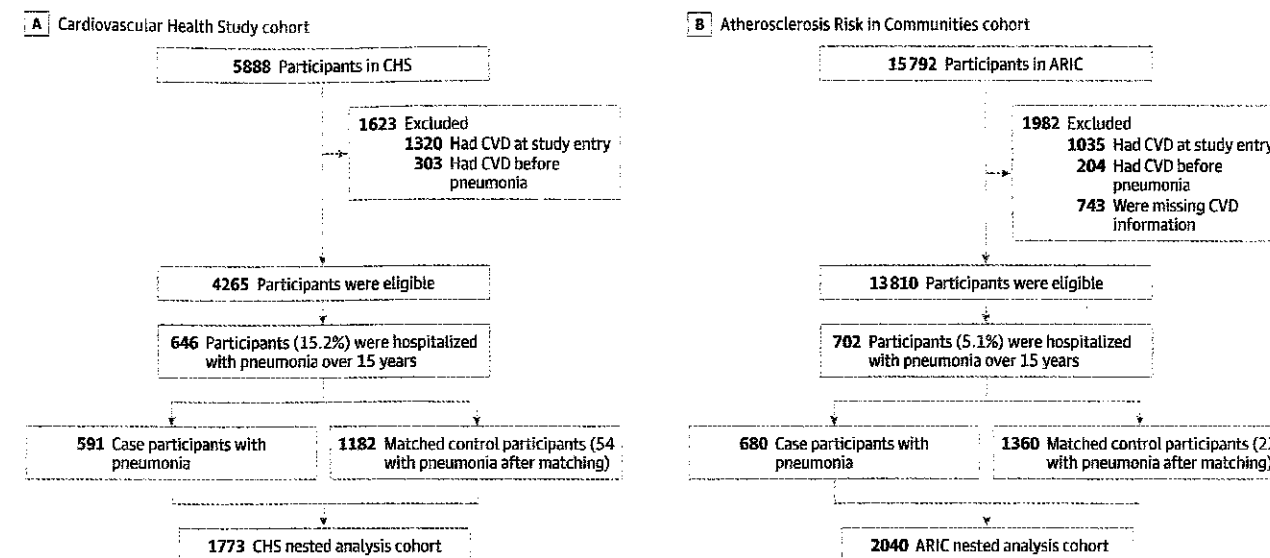 A Cardiovascular Health Study cohort
5888 Participants in CHS
1623 Excluded
1320 Had CVD at study entry
303 Had CVD before
pneumonia
4265 Participants were eligible
646 Participants (15.2%) were hospitalized
with pneumonia over 15 years
591 Case participants with
pneumonia
1182 Matched control participants (54
with pneumonia after matching)
1773 CHS nested analysis cohort
B Atherosclerosis Risk in Communities cohort
15792 Participants in ARIC
1982 Excluded
1035 Had CVD at study entry
204 Had CVD before
pneumonia
743 Were missing CVD
information
13810 Participants were eligible
702 Participants (5.1%) were hospitalized
with pneumonia over 15 years
680 Case participants with
pneumonia
1360 Matched control participants
with pneumonia after matching)
2040 ARIC nested analysis cohort